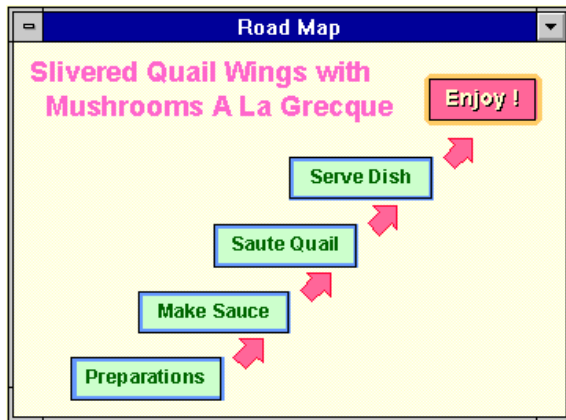 Road Map
Slivered Quail Wings with
Mushrooms A La Grecque
Enjoy !
Serve Dish
Saute Quail
Make Sauce
Preparations